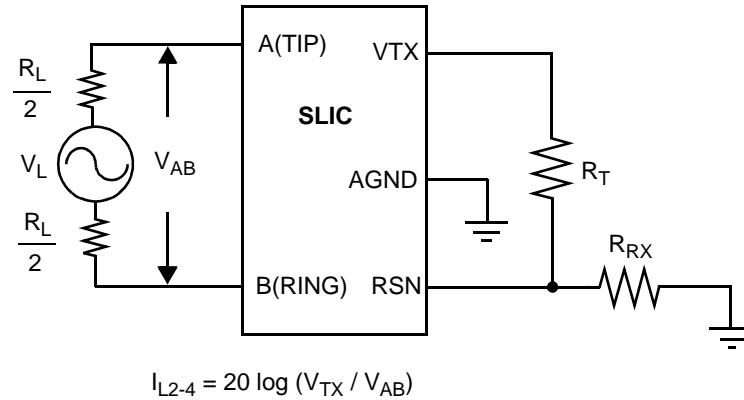 A(TIP)
VTX
R_L
2
SLIC
V_L
V_AB
R_T
AGND
R_L
2
R_RX
B(RING)
RSN
I_L2-4 = 20 log (V_TX / V_AB)